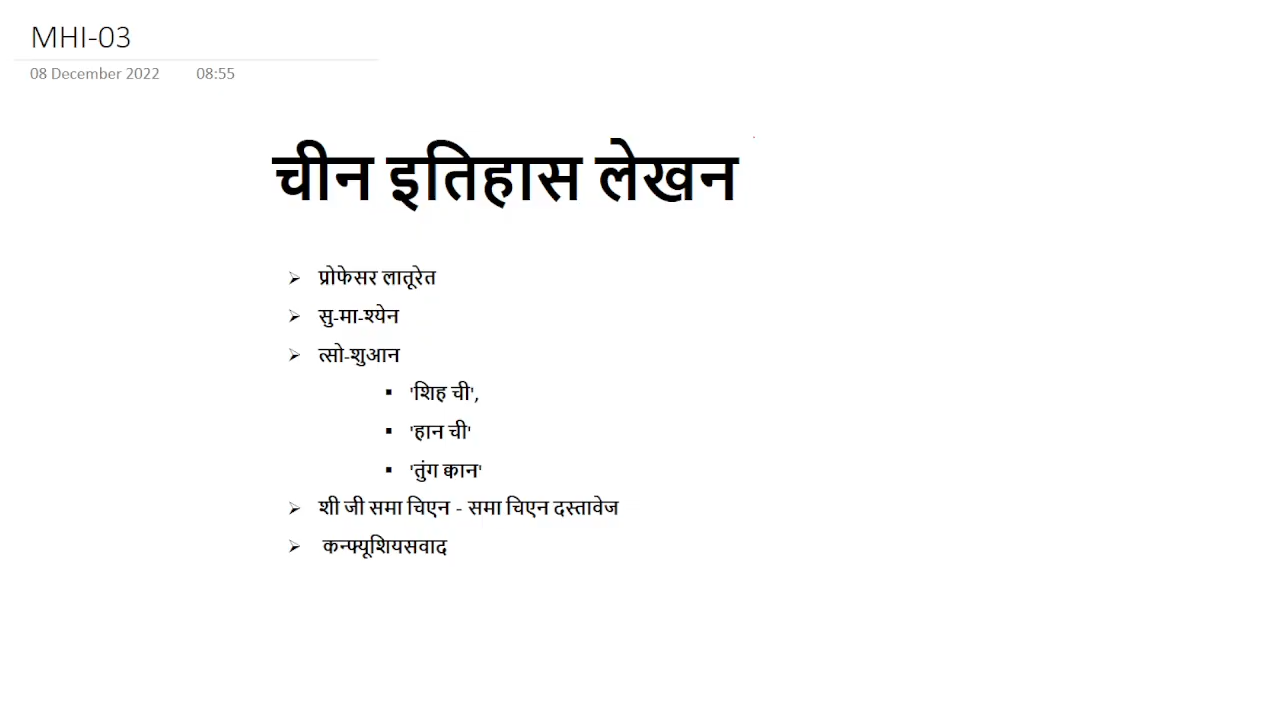 MHI-03
08 December 2022 08:55
चीन इतिहास लेखन
➢ प्रोफेसर लातूरेत
➢ सु-मा-श्येन
➢ त्सो-शुआन
▪ 'शिह ची',
▪ 'हान ची'
▪ 'तुंग क्वान'
➢ शी जी समा चिएन - समा चिएन दस्तावेज
➢ कन्फ्यूशियसवाद